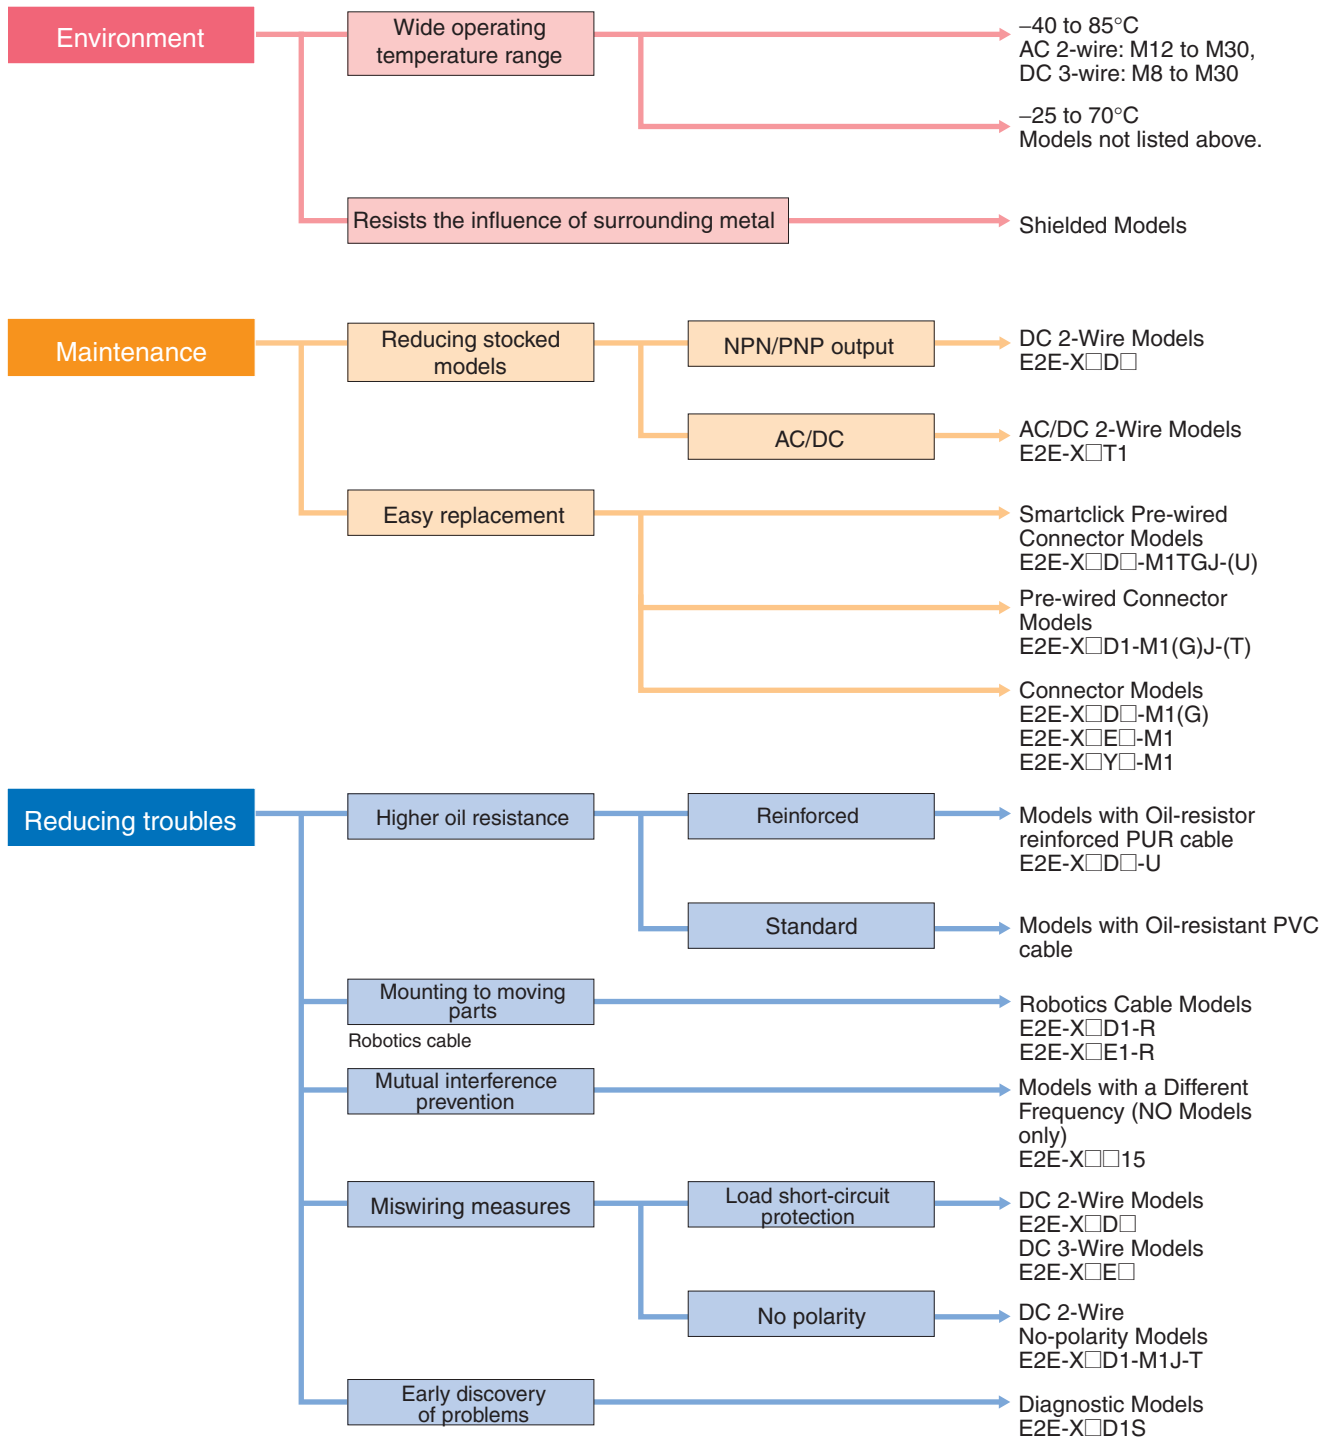 Environment
Wide operating
temperature range
–40 to 85°C
AC 2-wire: M12 to M30,
DC 3-wire: M8 to M30
–25 to 70°C
Models not listed above.
Resists the influence of surrounding metal
Shielded Models
Maintenance
Reducing stocked
models
NPN/PNP output
DC 2-Wire Models
E2E-X□D□
AC/DC
AC/DC 2-Wire Models
E2E-X□T1
Easy replacement
Smartclick Pre-wired
Connector Models
E2E-X□D□-M1TGJ-(U)
Pre-wired Connector
Models
E2E-X□D1-M1(G)J-(T)
Connector Models
E2E-X□D□-M1(G)
E2E-X□E□-M1
E2E-X□Y□-M1
Reducing troubles
Higher oil resistance
Reinforced
Models with Oil-resistor
reinforced PUR cable
E2E-X□D□-U
Standard
Models with Oil-resistant PVC
cable
Mounting to moving
parts
Robotics cable
Robotics Cable Models
E2E-X□D1-R
E2E-X□E1-R
Mutual interference
prevention
Models with a Different
Frequency (NO Models
only)
E2E-X□□15
Miswiring measures
Load short-circuit
protection
DC 2-Wire Models
E2E-X□D□
DC 3-Wire Models
E2E-X□E□
No polarity
DC 2-Wire
No-polarity Models
E2E-X□D1-M1J-T
Early discovery
of problems
Diagnostic Models
E2E-X□D1S